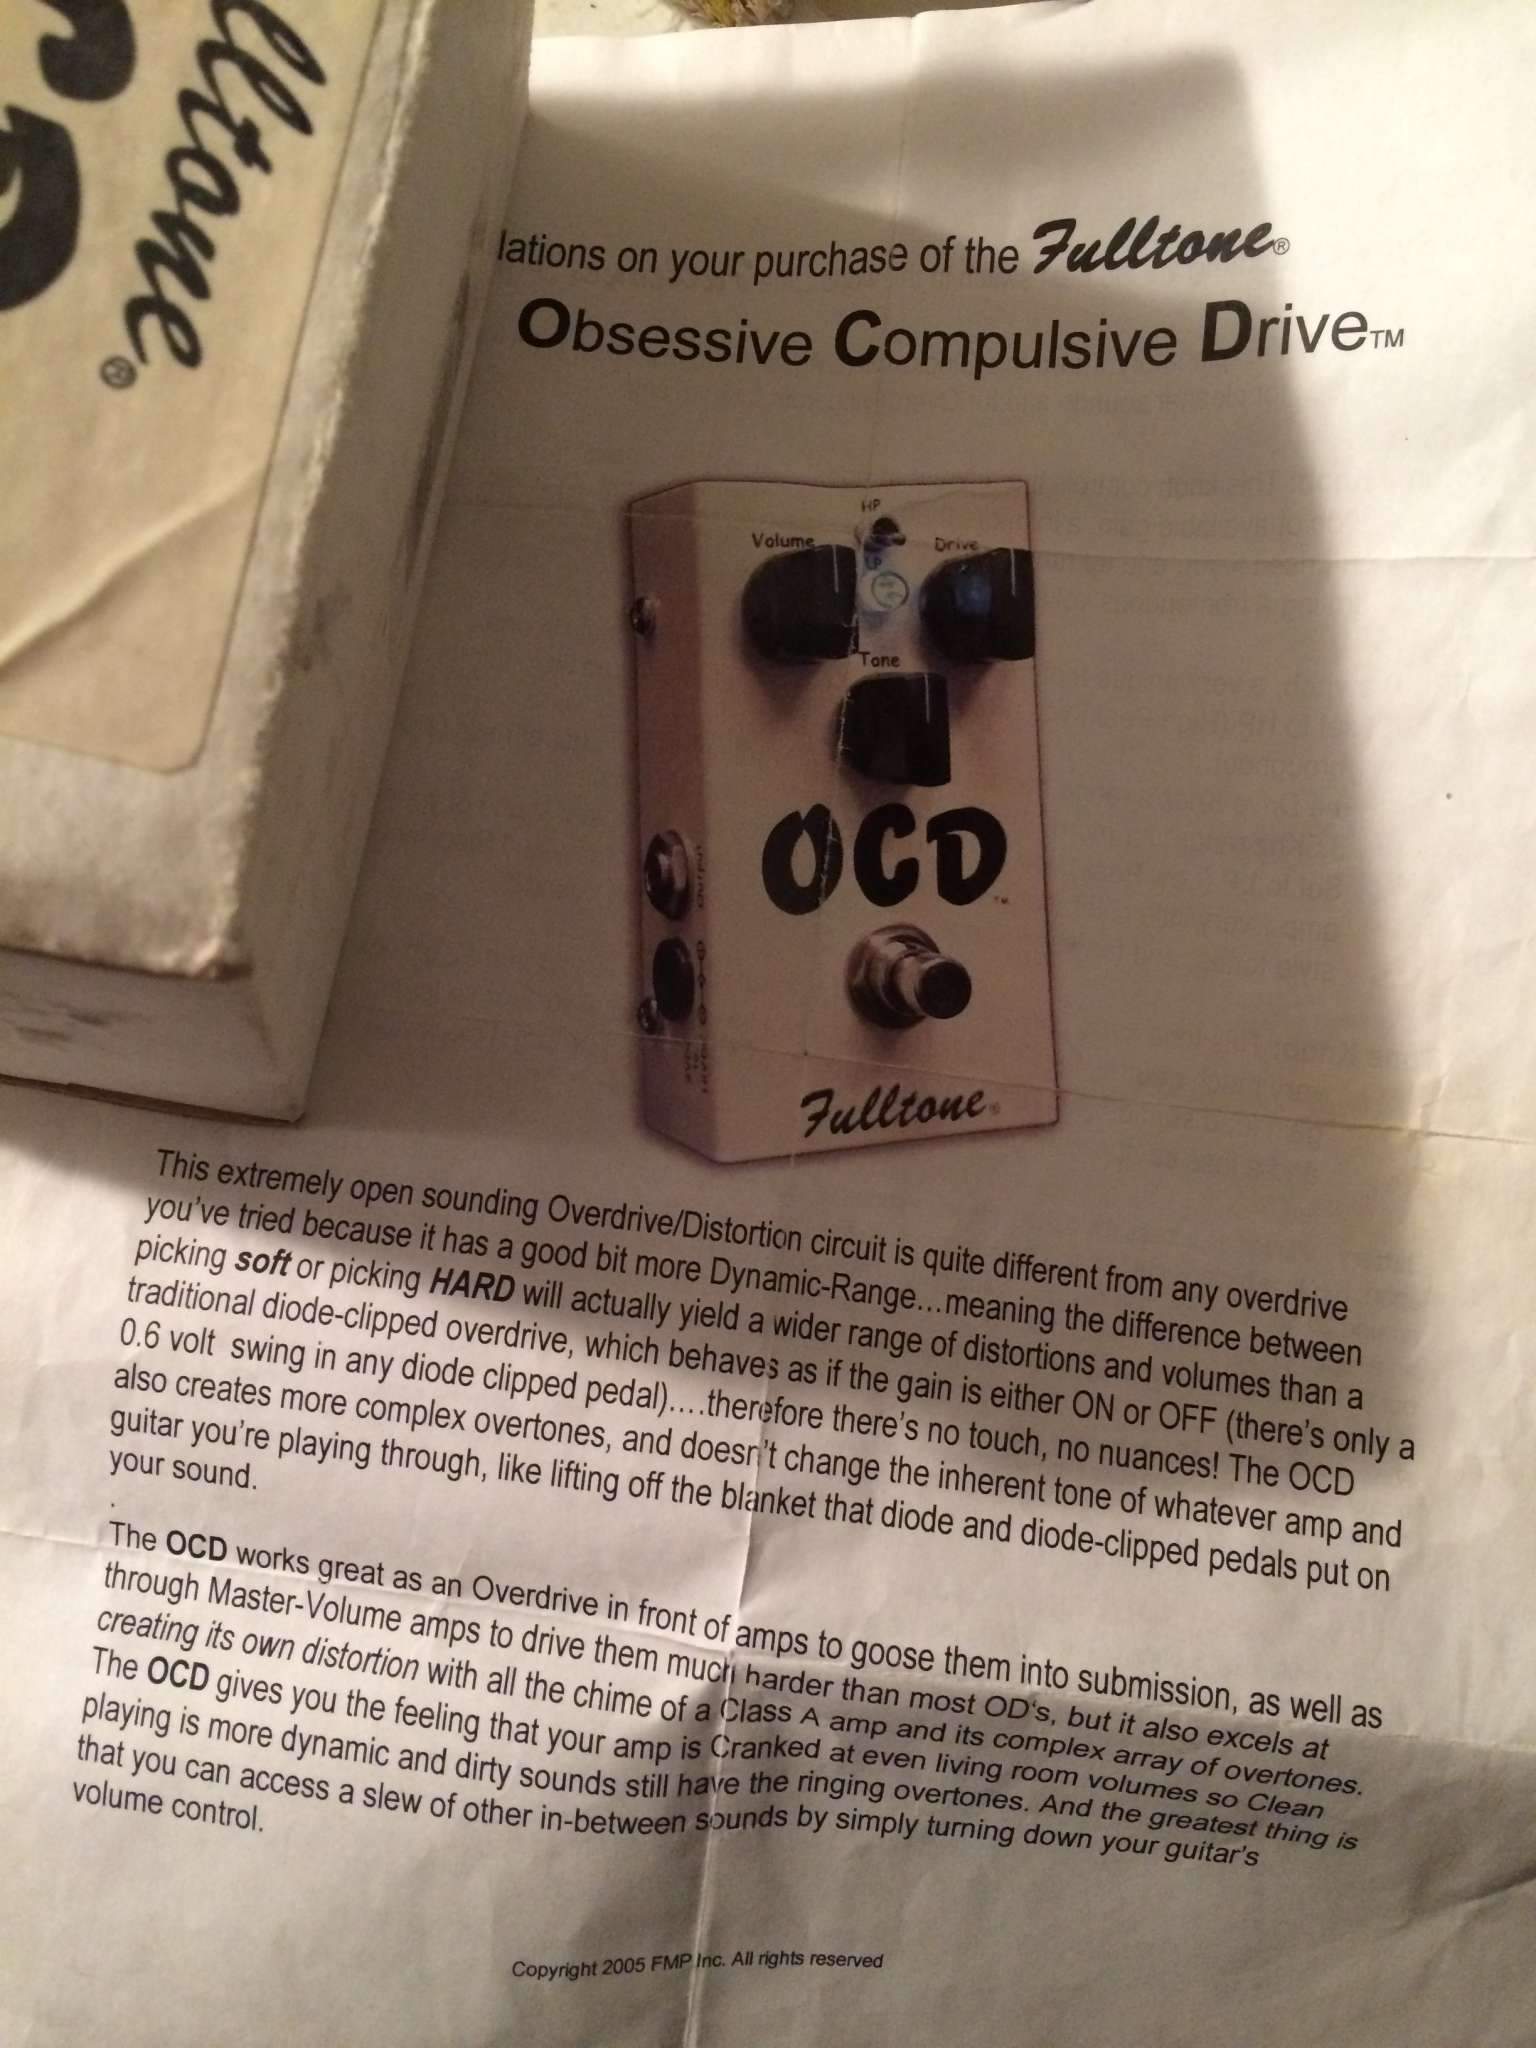 lltone®
lations on your purchase of the Fulltone®
Obsessive Compulsive Drive™
HP
Volume
Drive
LP
Tone
OCD™
Fulltone®
This extremely open sounding Overdrive/Distortion circuit is quite different from any overdrive
you've tried because it has a good bit more Dynamic-Range...meaning the difference between
picking soft or picking HARD will actually yield a wider range of distortions and volumes than a
traditional diode-clipped overdrive, which behaves as if the gain is either ON or OFF (there's only a
0.6 volt swing in any diode clipped pedal)....therefore there's no touch, no nuances! The OCD
also creates more complex overtones, and doesn't change the inherent tone of whatever amp and
guitar you're playing through, like lifting off the blanket that diode and diode-clipped pedals put on
your sound.
.
The OCD works great as an Overdrive in front of amps to goose them into submission, as well as
through Master-Volume amps to drive them much harder than most OD's, but it also excels at
creating its own distortion with all the chime of a Class A amp and its complex array of overtones.
The OCD gives you the feeling that your amp is Cranked at even living room volumes so Clean
playing is more dynamic and dirty sounds still have the ringing overtones. And the greatest thing is
that you can access a slew of other in-between sounds by simply turning down your guitar's
volume control.
Copyright 2005 FMP Inc. All rights reserved